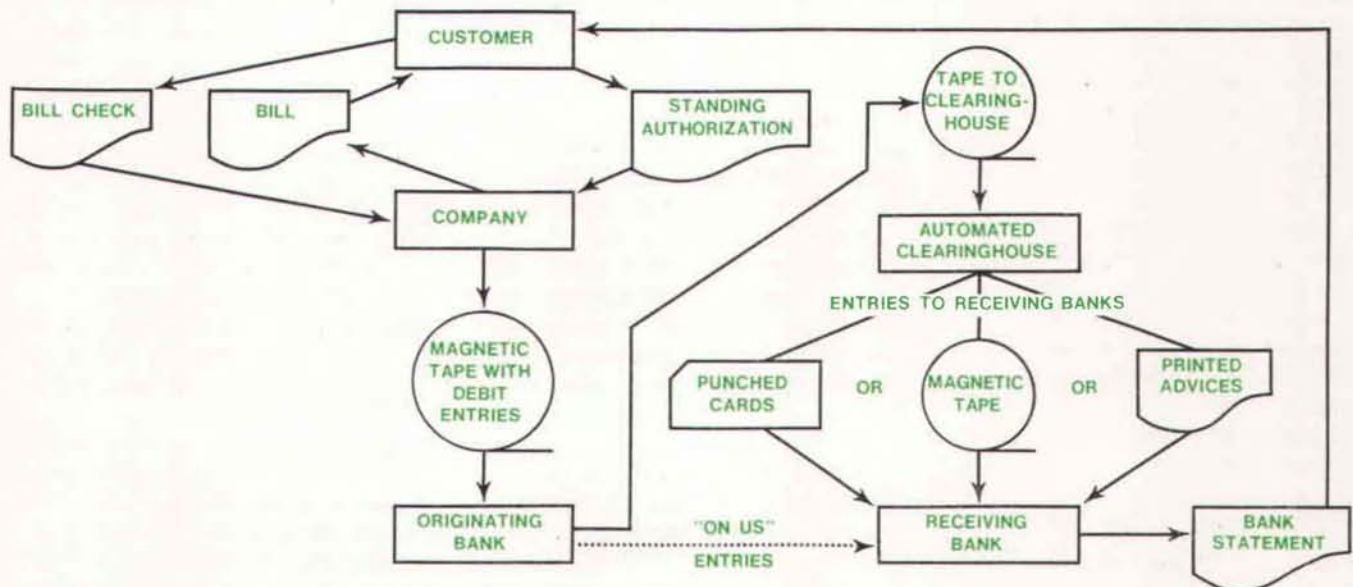 CUSTOMER
BILL CHECK
BILL
STANDING
AUTHORIZATION
COMPANY
MAGNETIC
TAPE WITH
DEBIT
ENTRIES
ORIGINATING
BANK
TAPE TO
CLEARING-
HOUSE
AUTOMATED
CLEARINGHOUSE
ENTRIES TO RECEIVING BANKS
PUNCHED
CARDS
OR
MAGNETIC
TAPE
OR
PRINTED
ADVICES
"ON US"
ENTRIES
RECEIVING
BANK
BANK
STATEMENT